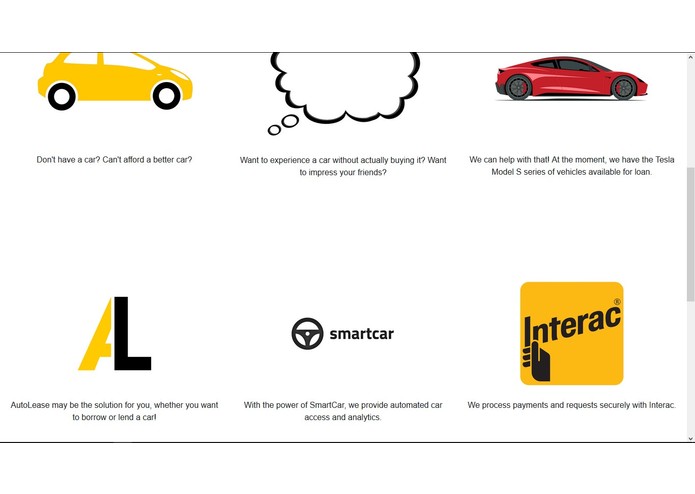 Don't have a car? Can't afford a better car?
Want to experience a car without actually buying it? Want
to impress your friends?
We can help with that! At the moment, we have the Tesla
Model S series of vehicles available for loan.
AL
smartcar
Interac®
AutoLease may be the solution for you, whether you want
to borrow or lend a car!
With the power of SmartCar, we provide automated car
access and analytics.
We process payments and requests securely with Interac.